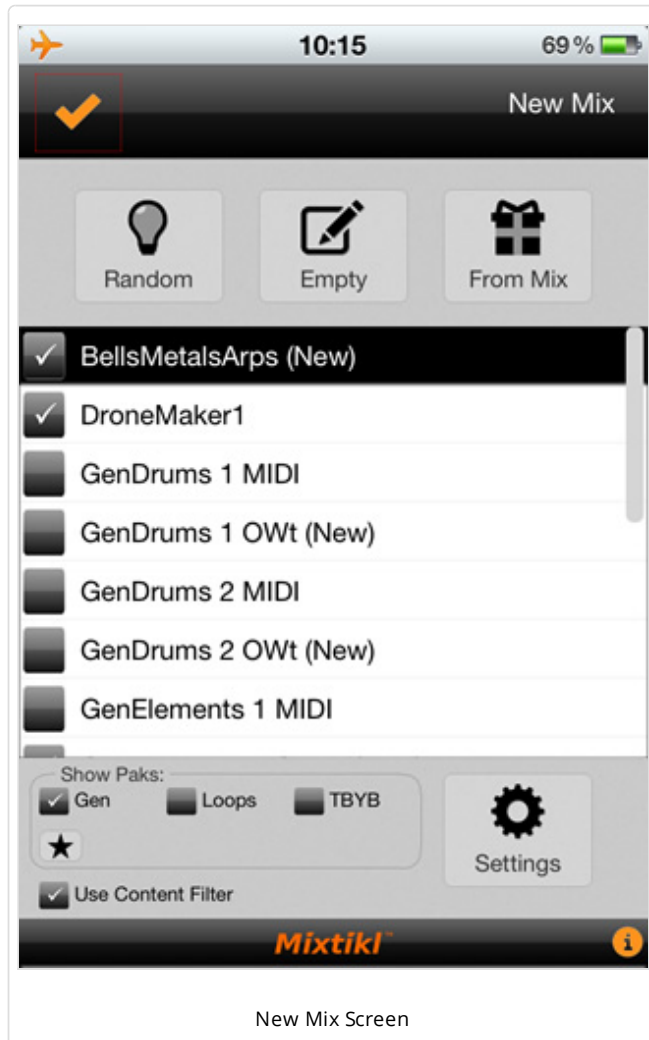 10:15
69%
New Mix
Random
Empty
From Mix
BellsMetalsArps (New)
DroneMaker1
GenDrums 1 MIDI
GenDrums 1 OWt (New)
GenDrums 2 MIDI
GenDrums 2 OWt (New)
GenElements 1 MIDI
Show Paks:
Gen
Loops
TBYB
Settings
Use Content Filter
Mixtikl™
i
New Mix Screen